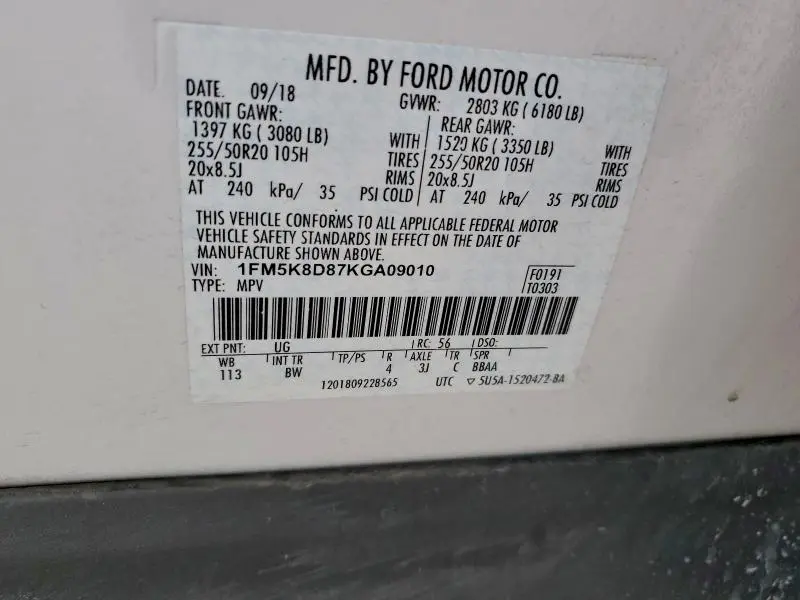 MFD. BY FORD MOTOR CO.
DATE. 09/18 GVWR: 2803 KG ( 6180 LB)
FRONT GAWR: REAR GAWR:
1397 KG ( 3080 LB) WITH 1520 KG ( 3350 LB) WITH
255/50R20 105H TIRES 255/50R20 105H TIRES
20x8.5J RIMS 20x8.5J RIMS
AT 240 kPa/ 35 PSI COLD AT 240 kPa/ 35 PSI COLD
THIS VEHICLE CONFORMS TO ALL APPLICABLE FEDERAL MOTOR
VEHICLE SAFETY STANDARDS IN EFFECT ON THE DATE OF
MANUFACTURE SHOWN ABOVE.
VIN: 1FM5K8D87KGA09010 F0191
TYPE: MPV T0303
EXT PNT: UG RC: 56 DSO:
WB INT TR TP/PS R AXLE TR SPR
113 BW 4 3J C BBAA
1201809228565 UTC ▽ 5U5A-1520472-BA